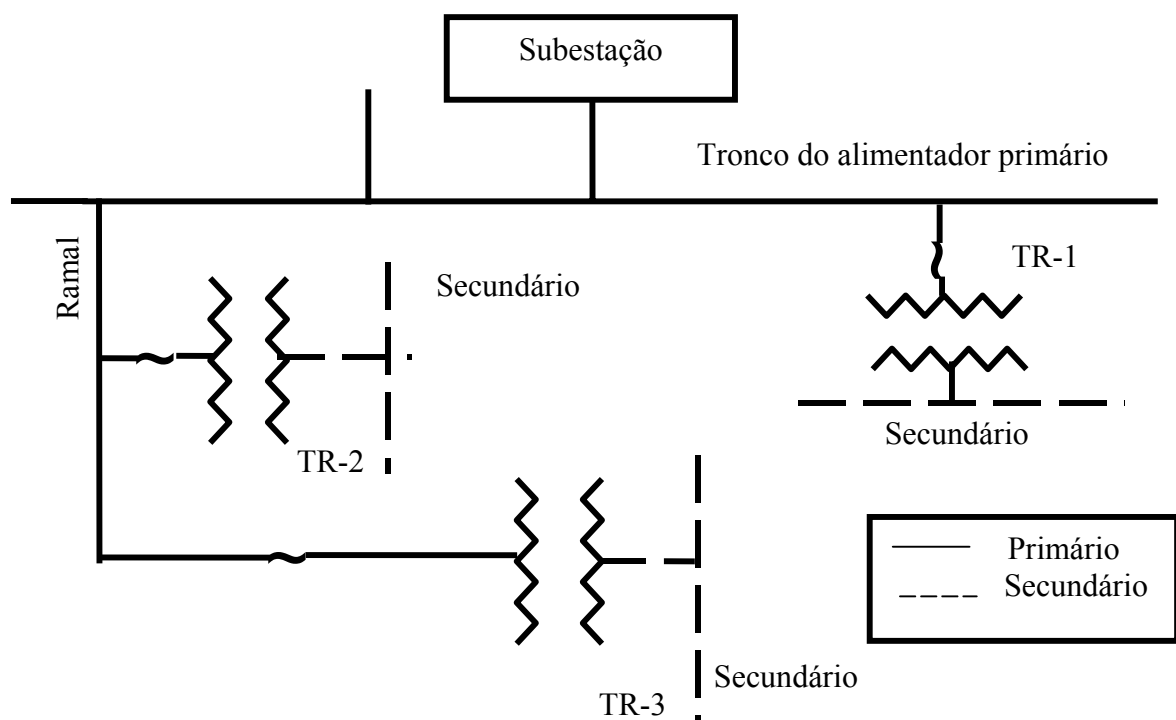 Subestação
Tronco do alimentador primário
Ramal
Secundário
TR-1
Secundário
TR-2
Primário
Secundário
Secundário
TR-3